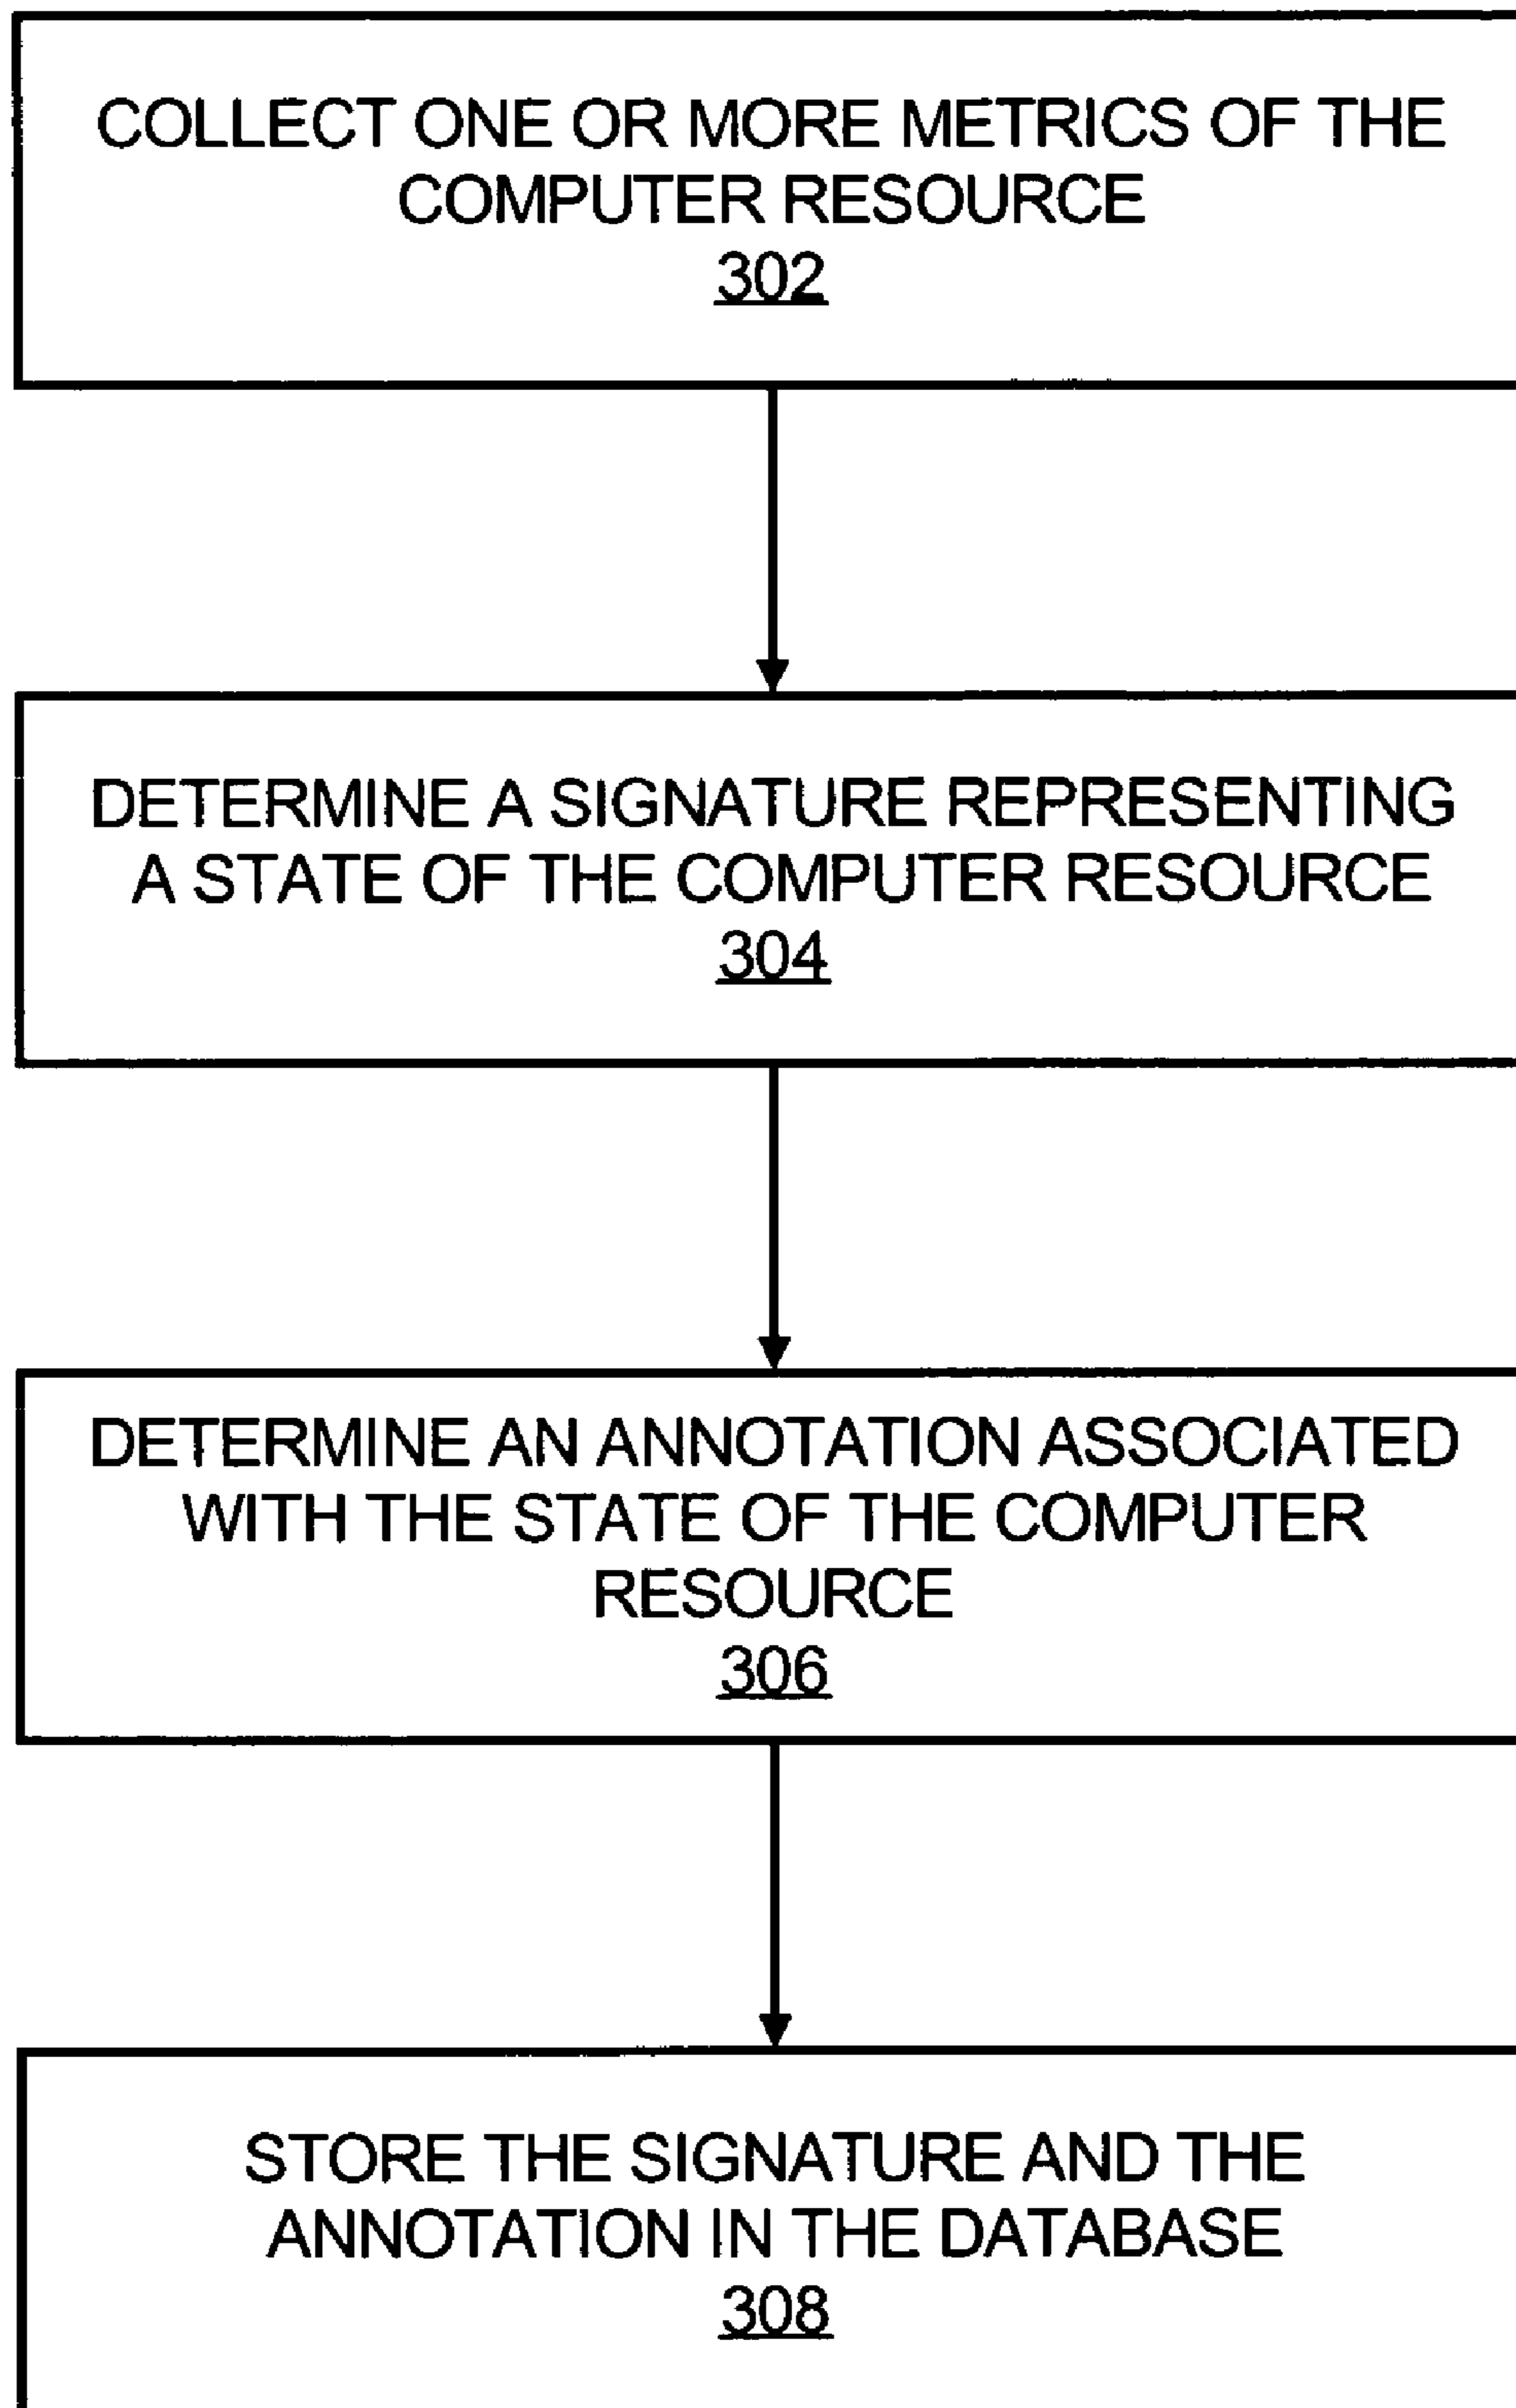 COLLECT ONE OR MORE METRICS OF THE
COMPUTER RESOURCE
302
DETERMINE A SIGNATURE REPRESENTING
A STATE OF THE COMPUTER RESOURCE
304
DETERMINE AN ANNOTATION ASSOCIATED
WITH THE STATE OF THE COMPUTER
RESOURCE
306
STORE THE SIGNATURE AND THE
ANNOTATION IN THE DATABASE
308